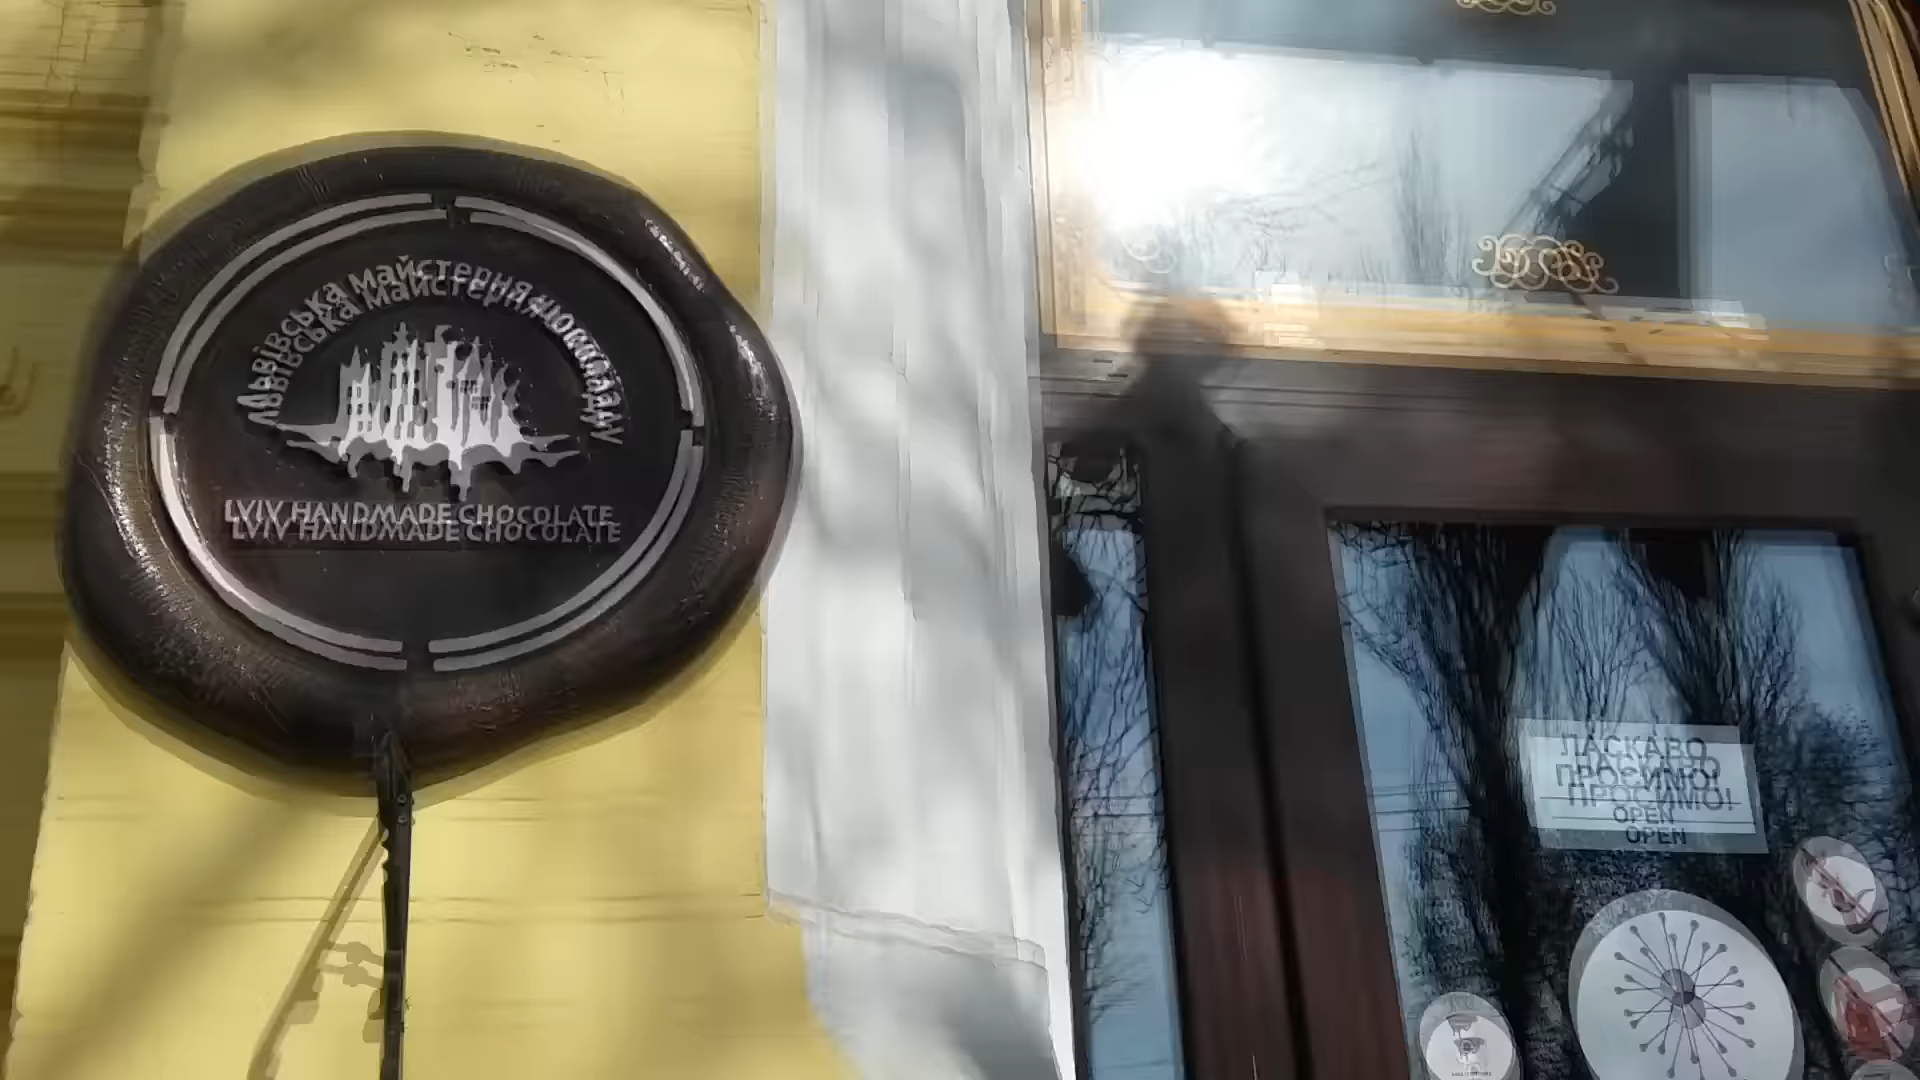 Львівська майстерня шоколаду
LVIV HANDMADE CHOCOLATE
ЛАСКАВО
ПРОСИМО!
OPEN